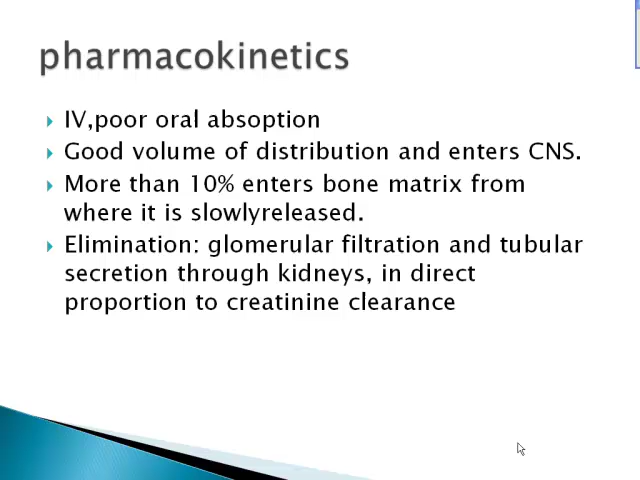 pharmacokinetics
IV,poor oral absoption
Good volume of distribution and enters CNS.
More than 10% enters bone matrix from
where it is slowlyreleased.
Elimination: glomerular filtration and tubular
secretion through kidneys, in direct
proportion to creatinine clearance